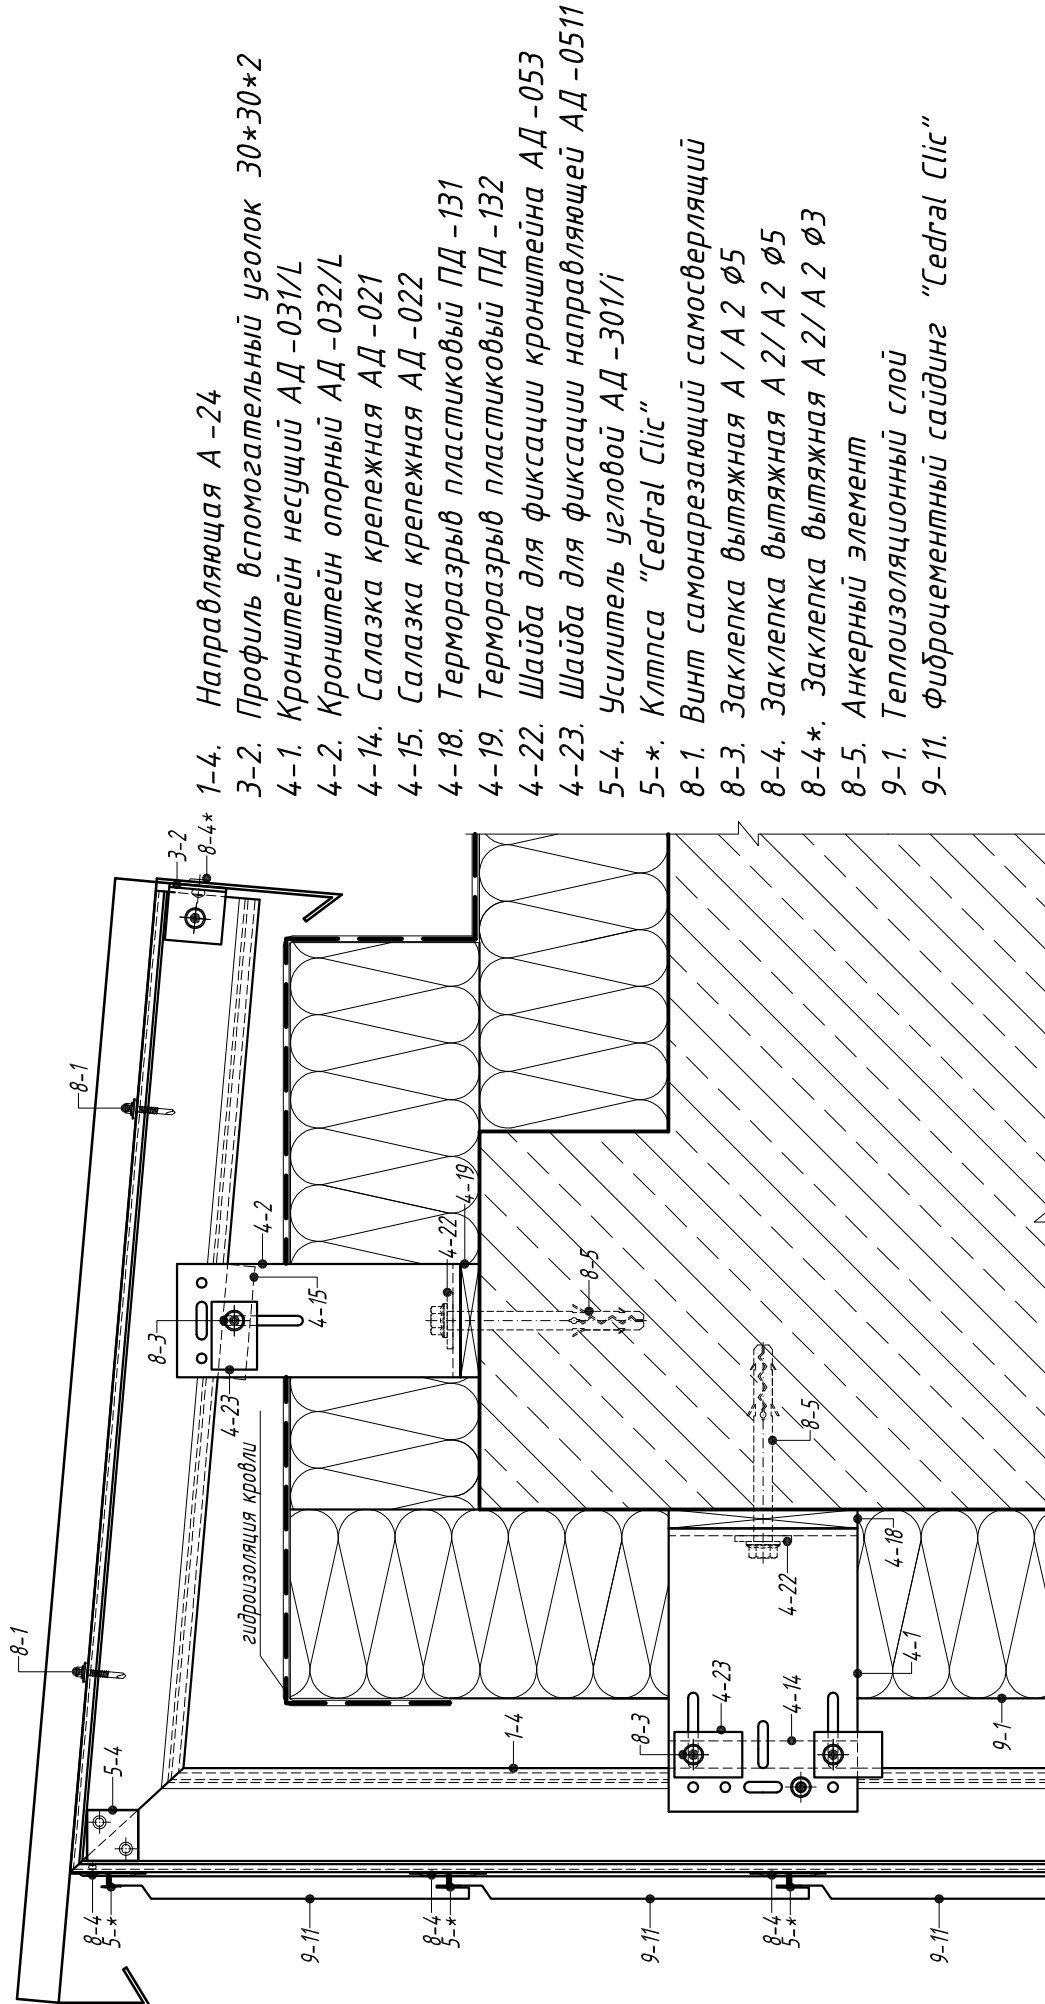 1-4. Направляющая А-24
3-2. Профиль вспомогательный уголок 30*30*2
4-1. Кронштейн несущий АД-031/L
4-2. Кронштейн опорный АД-032/L
4-14. Салазка крепежная АД-021
4-15. Салазка крепежная АД-022
4-18. Терморазрыв пластиковый ПД-131
4-19. Терморазрыв пластиковый ПД-132
4-22. Шайба для фиксации кронштейна АД-053
4-23. Шайба для фиксации направляющей АД-0511
5-4. Усилитель угловой АД-301/i
5-*. Клтпса "Cedral Clic"
8-1. Винт самонарезающий самосверлящий
8-3. Заклепка вытяжная А/А2 Ø5
8-4. Заклепка вытяжная А2/А2 Ø5
8-4*. Заклепка вытяжная А2/А2 Ø3
8-5. Анкерный элемент
9-1. Теплоизоляционный слой
9-11. Фиброцементный сайдинг "Cedral Clic"
8-1
8-1
3-2
8-4*
5-4
8-3
4-2
4-23
4-15
гидроизоляция кровли
4-22
4-19
8-5
8-4
5-*
9-11
1-4
8-4
5-*
9-11
8-3
4-23
4-14
4-22
8-5
4-18
4-1
9-1
8-4
5-*
9-11